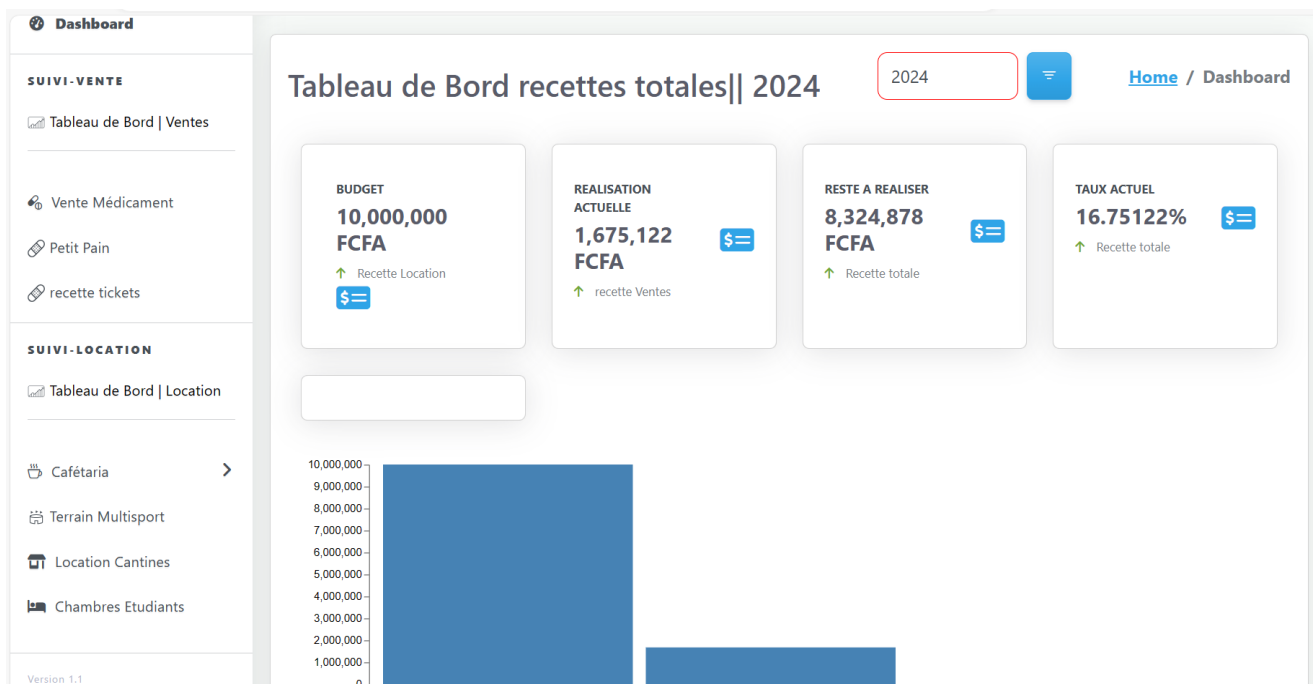 Dashboard
SUIVI-VENTE
Tableau de Bord | Ventes
Vente Médicament
Petit Pain
recette tickets
SUIVI-LOCATION
Tableau de Bord | Location
Cafétaria
Terrain Multisport
Location Cantines
Chambres Etudiants
Version 1.1
Tableau de Bord recettes totales|| 2024
2024
Home / Dashboard
BUDGET
10,000,000
FCFA
Recette Location
REALISATION
ACTUELLE
1,675,122
FCFA
recette Ventes
RESTE A REALISER
8,324,878
FCFA
Recette totale
TAUX ACTUEL
16.75122%
Recette totale
10,000,000
9,000,000
8,000,000
7,000,000
6,000,000
5,000,000
4,000,000
3,000,000
2,000,000
1,000,000
0